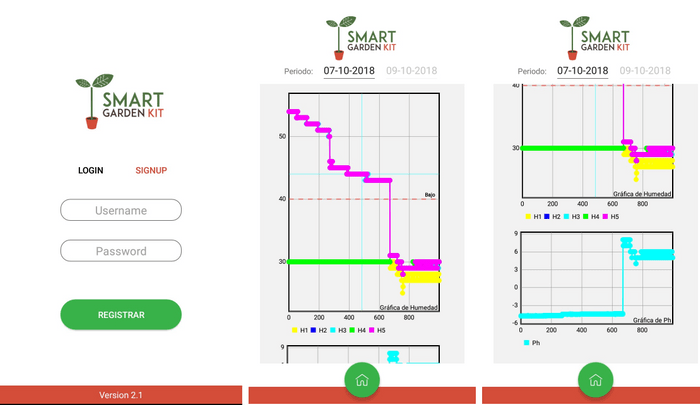 SMART
GARDEN KIT
LOGIN SIGNUP
Username
Password
REGISTRAR
Version 2.1
SMART
GARDEN KIT
Periodo: 07-10-2018 09-10-2018
50
Bajo
40
30
Gráfica de Humedad
0 200 400 600 800
H1 H2 H3 H4 H5
9
6
SMART
GARDEN KIT
Periodo: 07-10-2018 09-10-2018
40
30
Gráfica de Humedad
0 200 400 600 800
H1 H2 H3 H4 H5
9
6
3
0
-3
Gráfica de Ph
-6
0 200 400 600 800
Ph